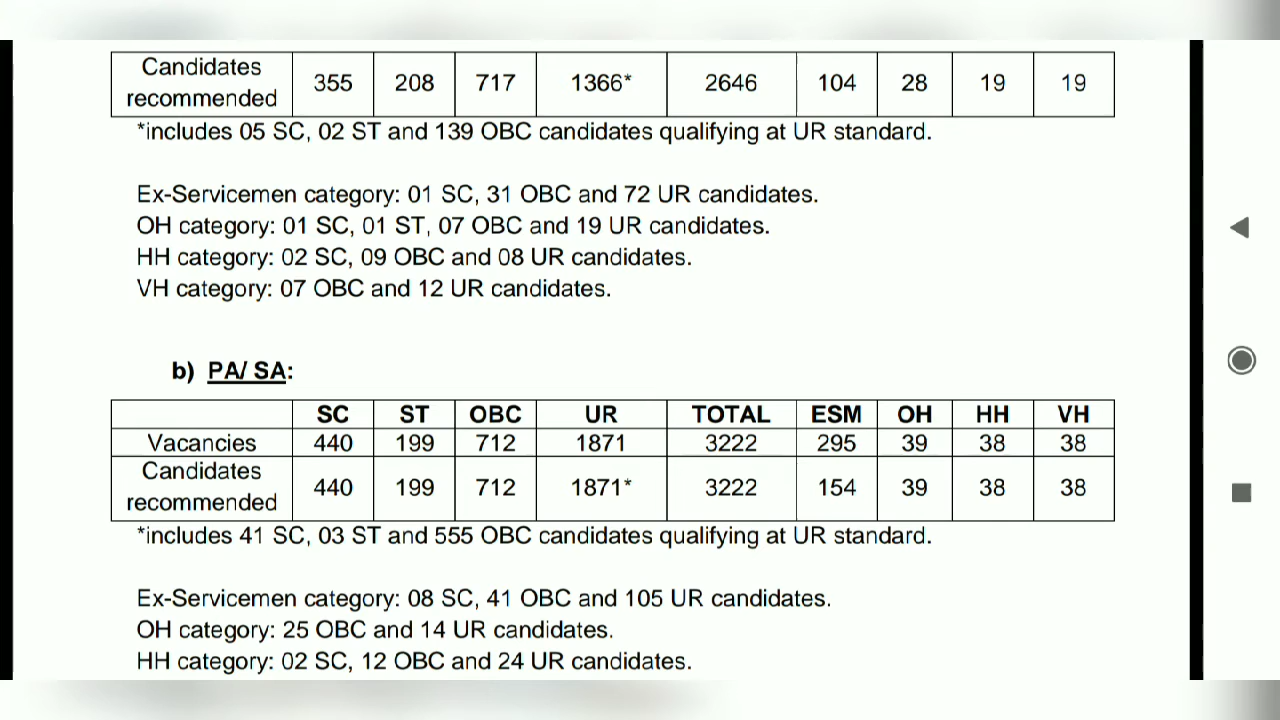 Candidates recommended 355 208 717 1366* 2646 104 28 19 19
*includes 05 SC, 02 ST and 139 OBC candidates qualifying at UR standard.
Ex-Servicemen category: 01 SC, 31 OBC and 72 UR candidates.
OH category: 01 SC, 01 ST, 07 OBC and 19 UR candidates.
HH category: 02 SC, 09 OBC and 08 UR candidates.
VH category: 07 OBC and 12 UR candidates.
b) PA/ SA:
SC ST OBC UR TOTAL ESM OH HH VH
Vacancies 440 199 712 1871 3222 295 39 38 38
Candidates recommended 440 199 712 1871* 3222 154 39 38 38
*includes 41 SC, 03 ST and 555 OBC candidates qualifying at UR standard.
Ex-Servicemen category: 08 SC, 41 OBC and 105 UR candidates.
OH category: 25 OBC and 14 UR candidates.
HH category: 02 SC, 12 OBC and 24 UR candidates.